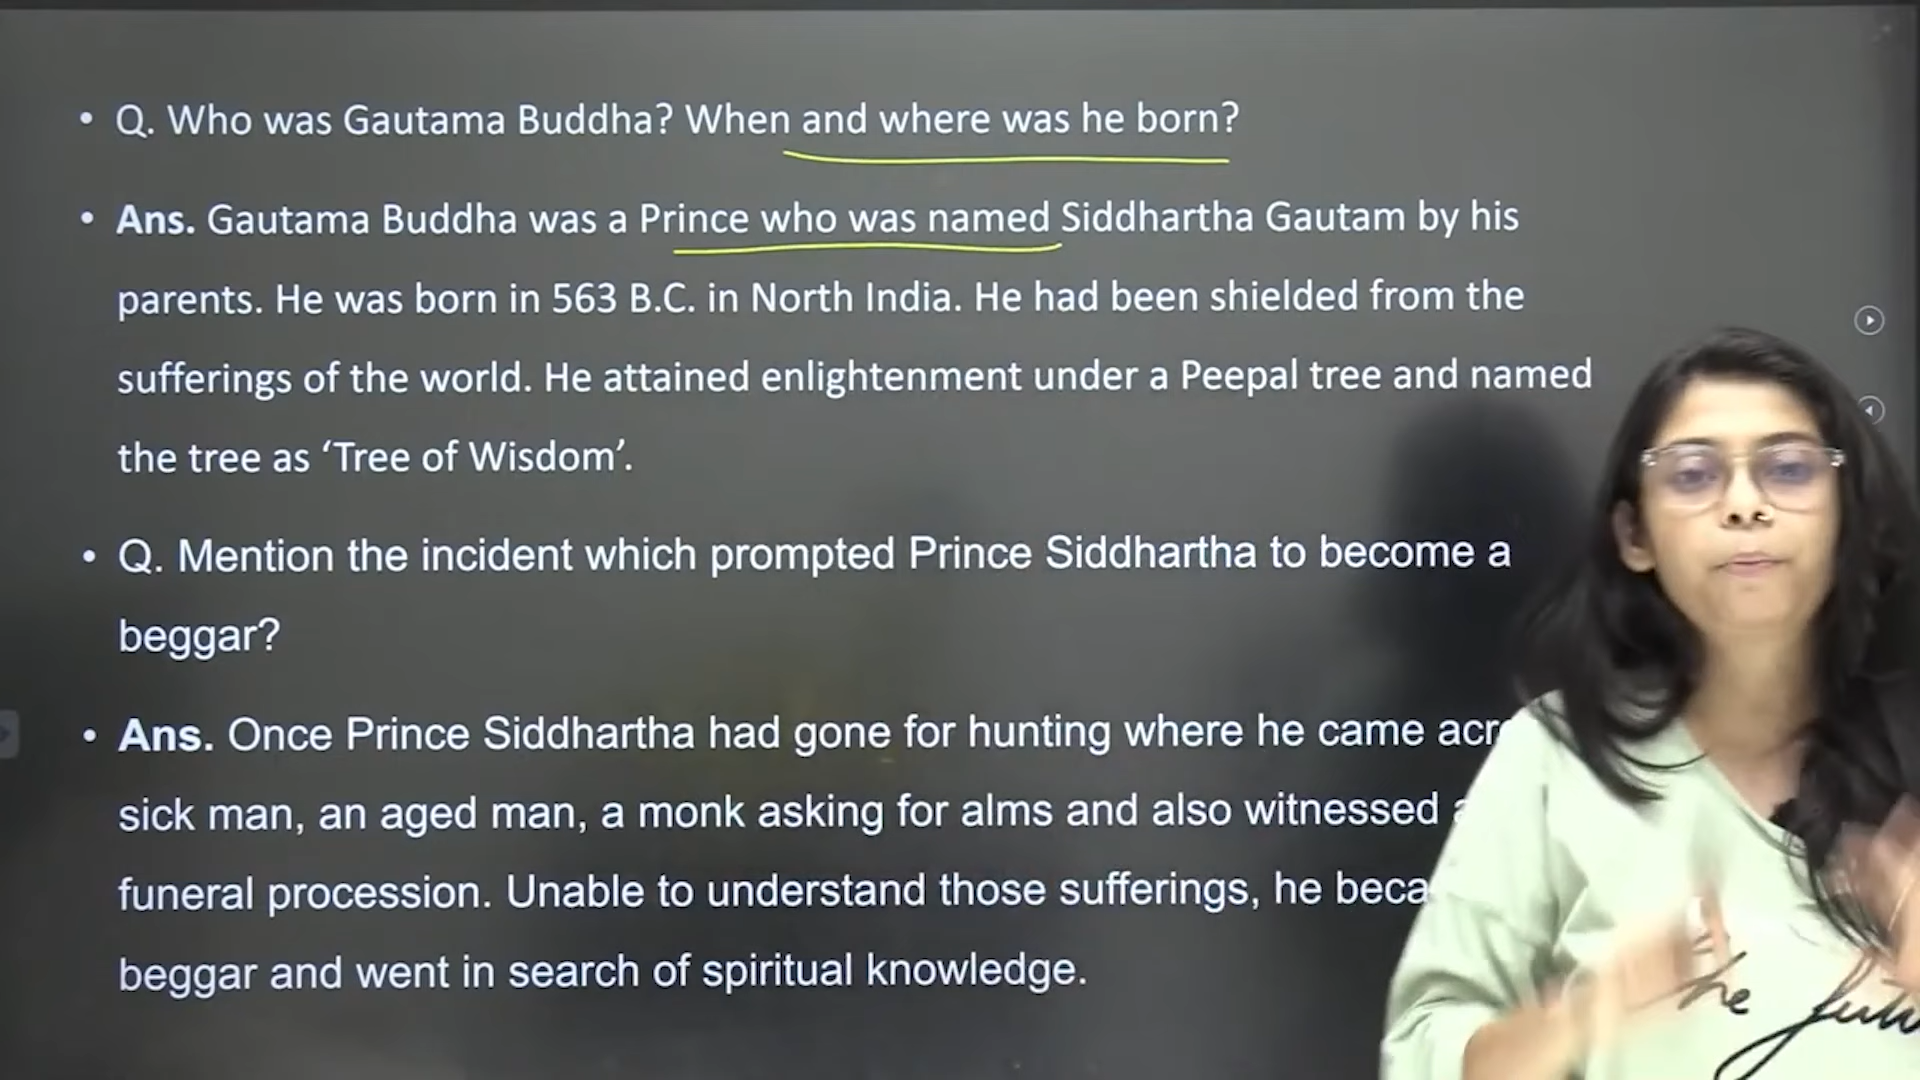 • Q. Who was Gautama Buddha? When and where was he born?
• Ans. Gautama Buddha was a Prince who was named Siddhartha Gautam by his
parents. He was born in 563 B.C. in North India. He had been shielded from the
sufferings of the world. He attained enlightenment under a Peepal tree and named
the tree as ‘Tree of Wisdom’.
• Q. Mention the incident which prompted Prince Siddhartha to become a
beggar?
• Ans. Once Prince Siddhartha had gone for hunting where he came
sick man, an aged man, a monk asking for alms and also witnessed
funeral procession. Unable to understand those sufferings, he
beggar and went in search of spiritual knowledge.
he